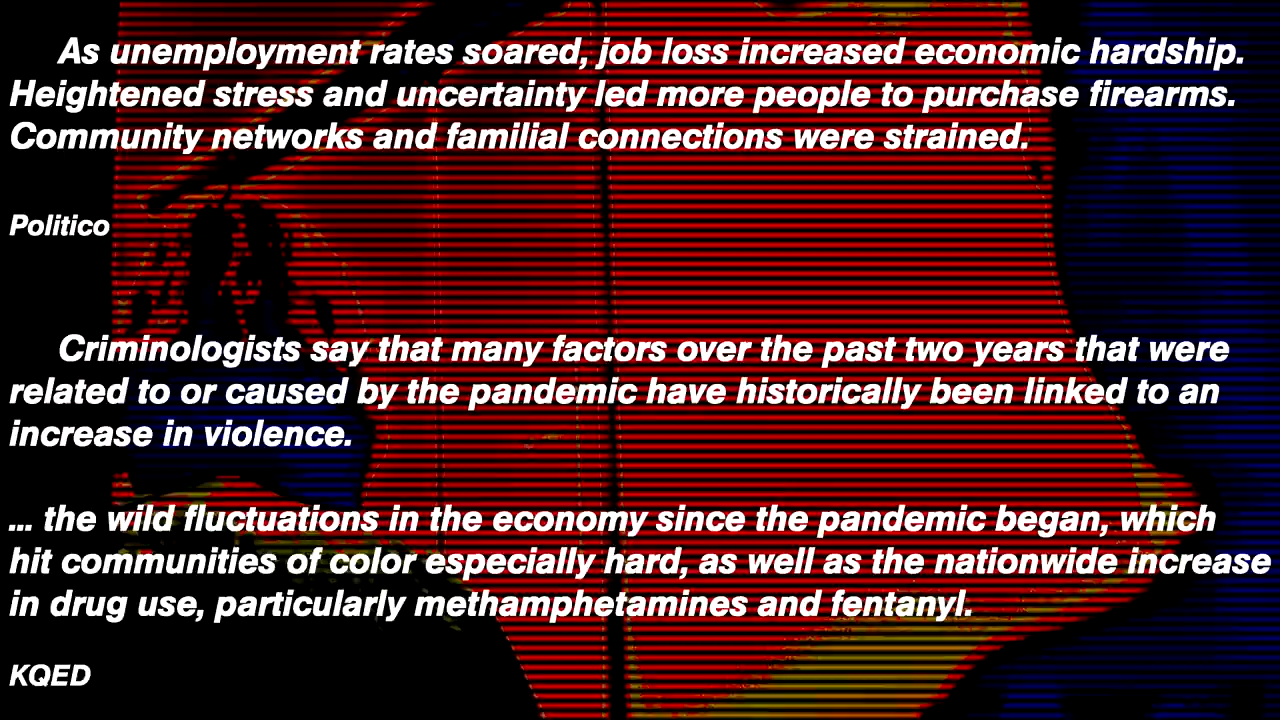 As unemployment rates soared, job loss increased economic hardship.
Heightened stress and uncertainty led more people to purchase firearms.
Community networks and familial connections were strained.
Politico
Criminologists say that many factors over the past two years that were
related to or caused by the pandemic have historically been linked to an
increase in violence.
... the wild fluctuations in the economy since the pandemic began, which
hit communities of color especially hard, as well as the nationwide increase
in drug use, particularly methamphetamines and fentanyl.
KQED